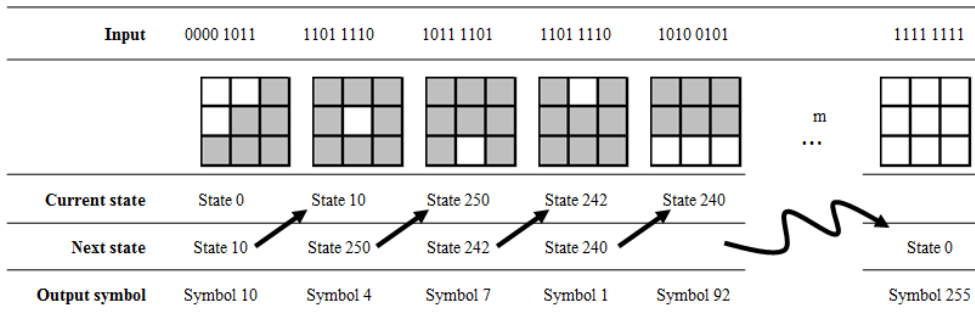 Input 0000 1011 1101 1110 1011 1101 1101 1110 1010 0101 1111 1111
m
...
Current state State 0 State 10 State 250 State 242 State 240
Next state State 10 State 250 State 242 State 240 State 0
Output symbol Symbol 10 Symbol 4 Symbol 7 Symbol 1 Symbol 92 Symbol 255